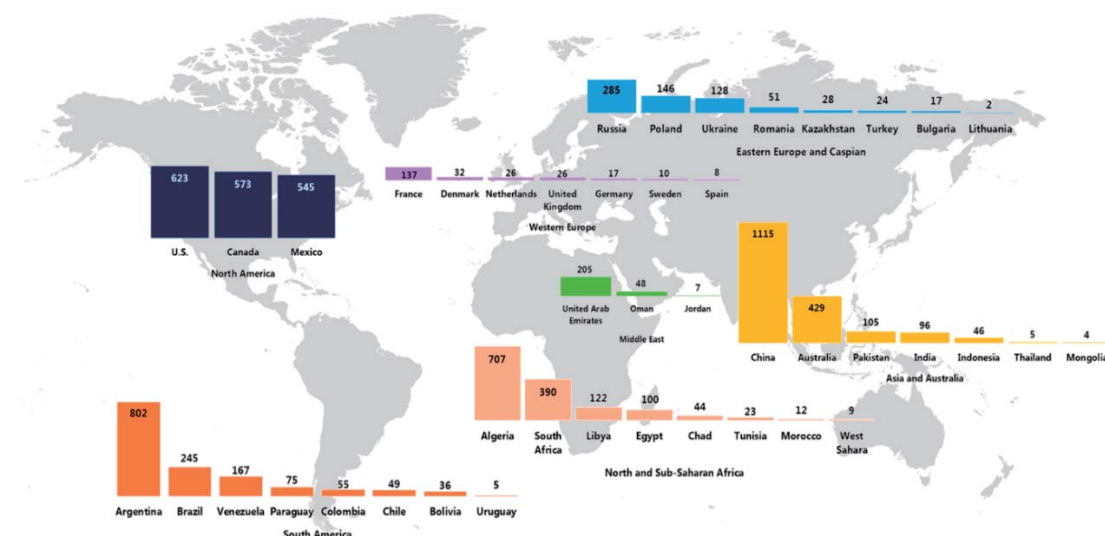 285 146 128 51 28 24 17 2
Russia Poland Ukraine Romania Kazakhstan Turkey Bulgaria Lithuania
Eastern Europe and Caspian
623 573 545
U.S. Canada Mexico
North America
137 32 26 26 17 10 8
France Denmark Netherlands United Kingdom Germany Sweden Spain
Western Europe
205 48 7
United Arab Emirates Oman Jordan
Middle East
1115 429 105 96 46 5 4
China Australia Pakistan India Indonesia Thailand Mongolia
Asia and Australia
707 390 122 100 44 23 12 9
Algeria South Africa Libya Egypt Chad Tunisia Morocco West Sahara
North and Sub-Saharan Africa
802 245 167 75 55 49 36 5
Argentina Brazil Venezuela Paraguay Colombia Chile Bolivia Uruguay
South America